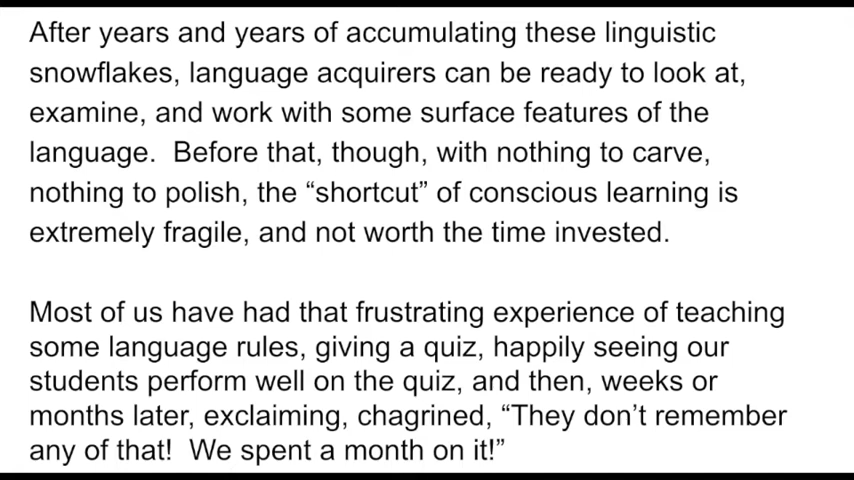 After years and years of accumulating these linguistic
snowflakes, language acquirers can be ready to look at,
examine, and work with some surface features of the
language.  Before that, though, with nothing to carve,
nothing to polish, the “shortcut” of conscious learning is
extremely fragile, and not worth the time invested.
Most of us have had that frustrating experience of teaching
some language rules, giving a quiz, happily seeing our
students perform well on the quiz, and then, weeks or
months later, exclaiming, chagrined, “They don’t remember
any of that!  We spent a month on it!”